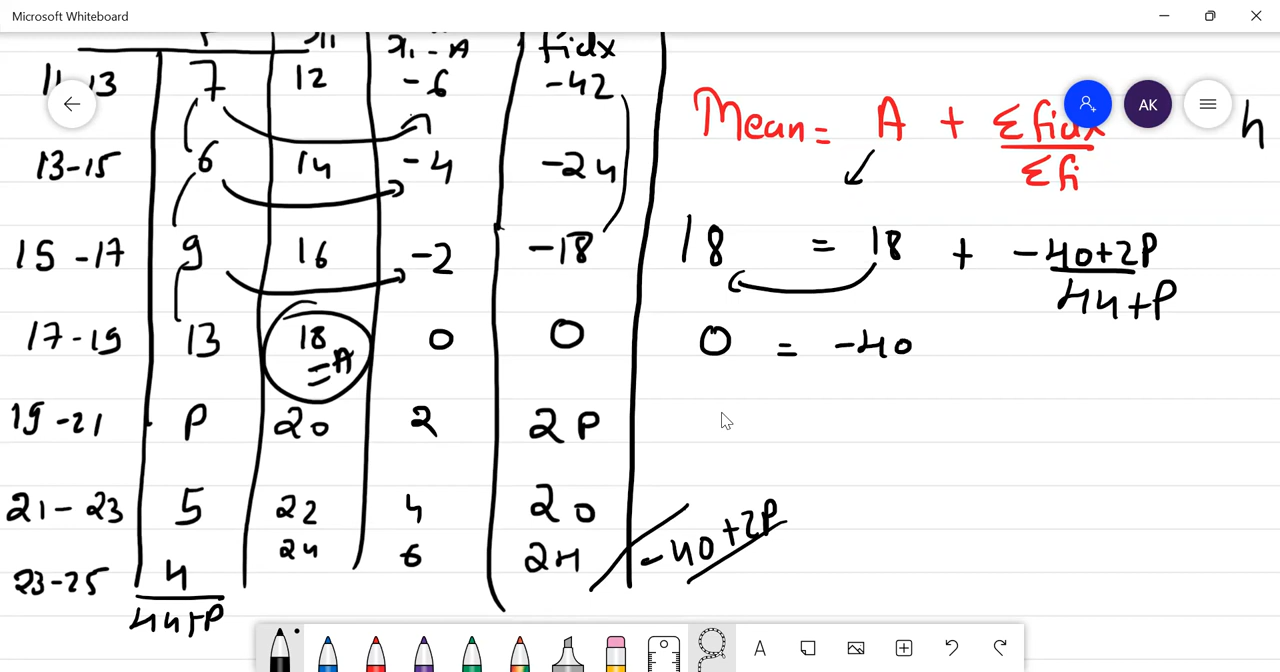 Microsoft Whiteboard
xi - A fidx
11-13 7 12 -6 -42
13-15 6 14 -4 -24
15-17 9 16 -2 -18
17-19 13 18 0 0
= A
19-21 P 20 2 2P
21-23 5 22 4 20
23-25 4 24 6 24
44+P
-40+2P
AK
Mean = A + Σfidx h
Σfi
18 = 18 + -40+2P
44+P
0 = -40
A